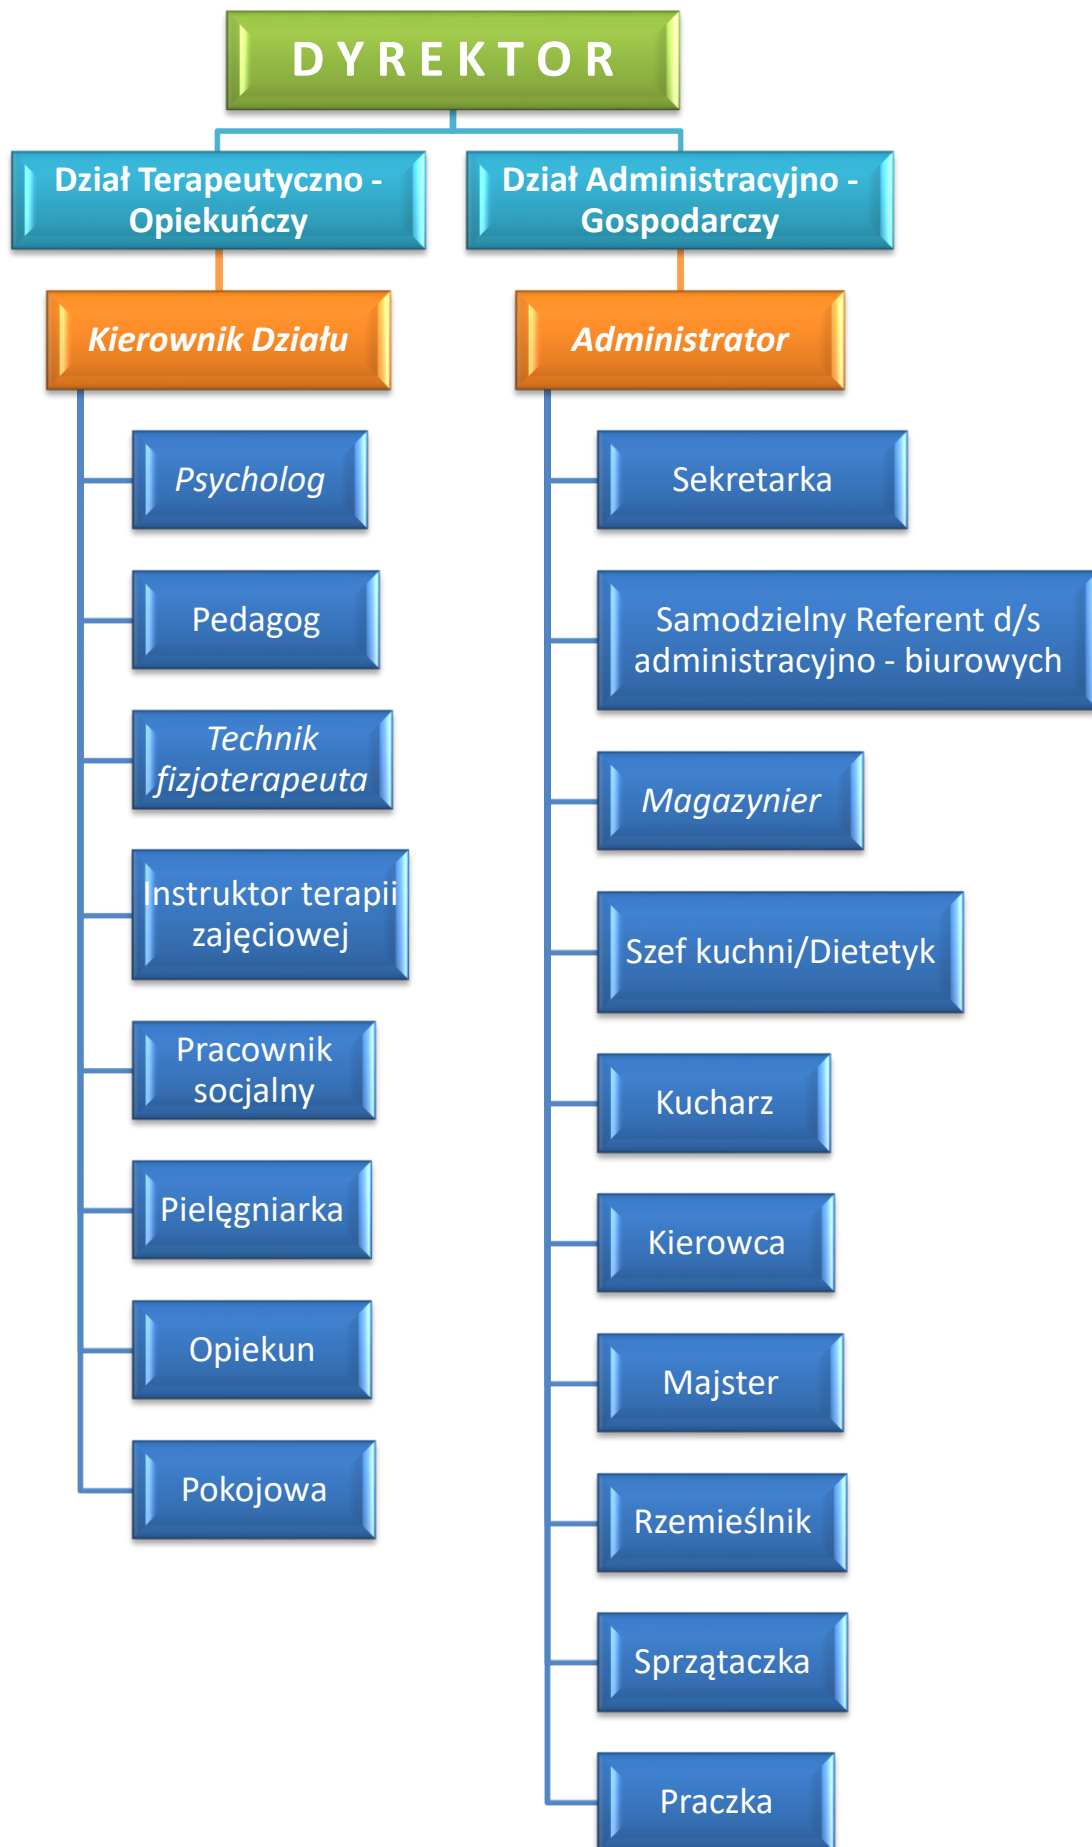 D Y R E K T O R
Dział Terapeutyczno -
Opiekuńczy
Kierownik Działu
Psycholog
Pedagog
Technik
fizjoterapeuta
Instruktor terapii
zajęciowej
Pracownik
socjalny
Pielęgniarka
Opiekun
Pokojowa
Dział Administracyjno -
Gospodarczy
Administrator
Sekretarka
Samodzielny Referent d/s
administracyjno - biurowych
Magazynier
Szef kuchni/Dietetyk
Kucharz
Kierowca
Majster
Rzemieślnik
Sprzątaczka
Praczka